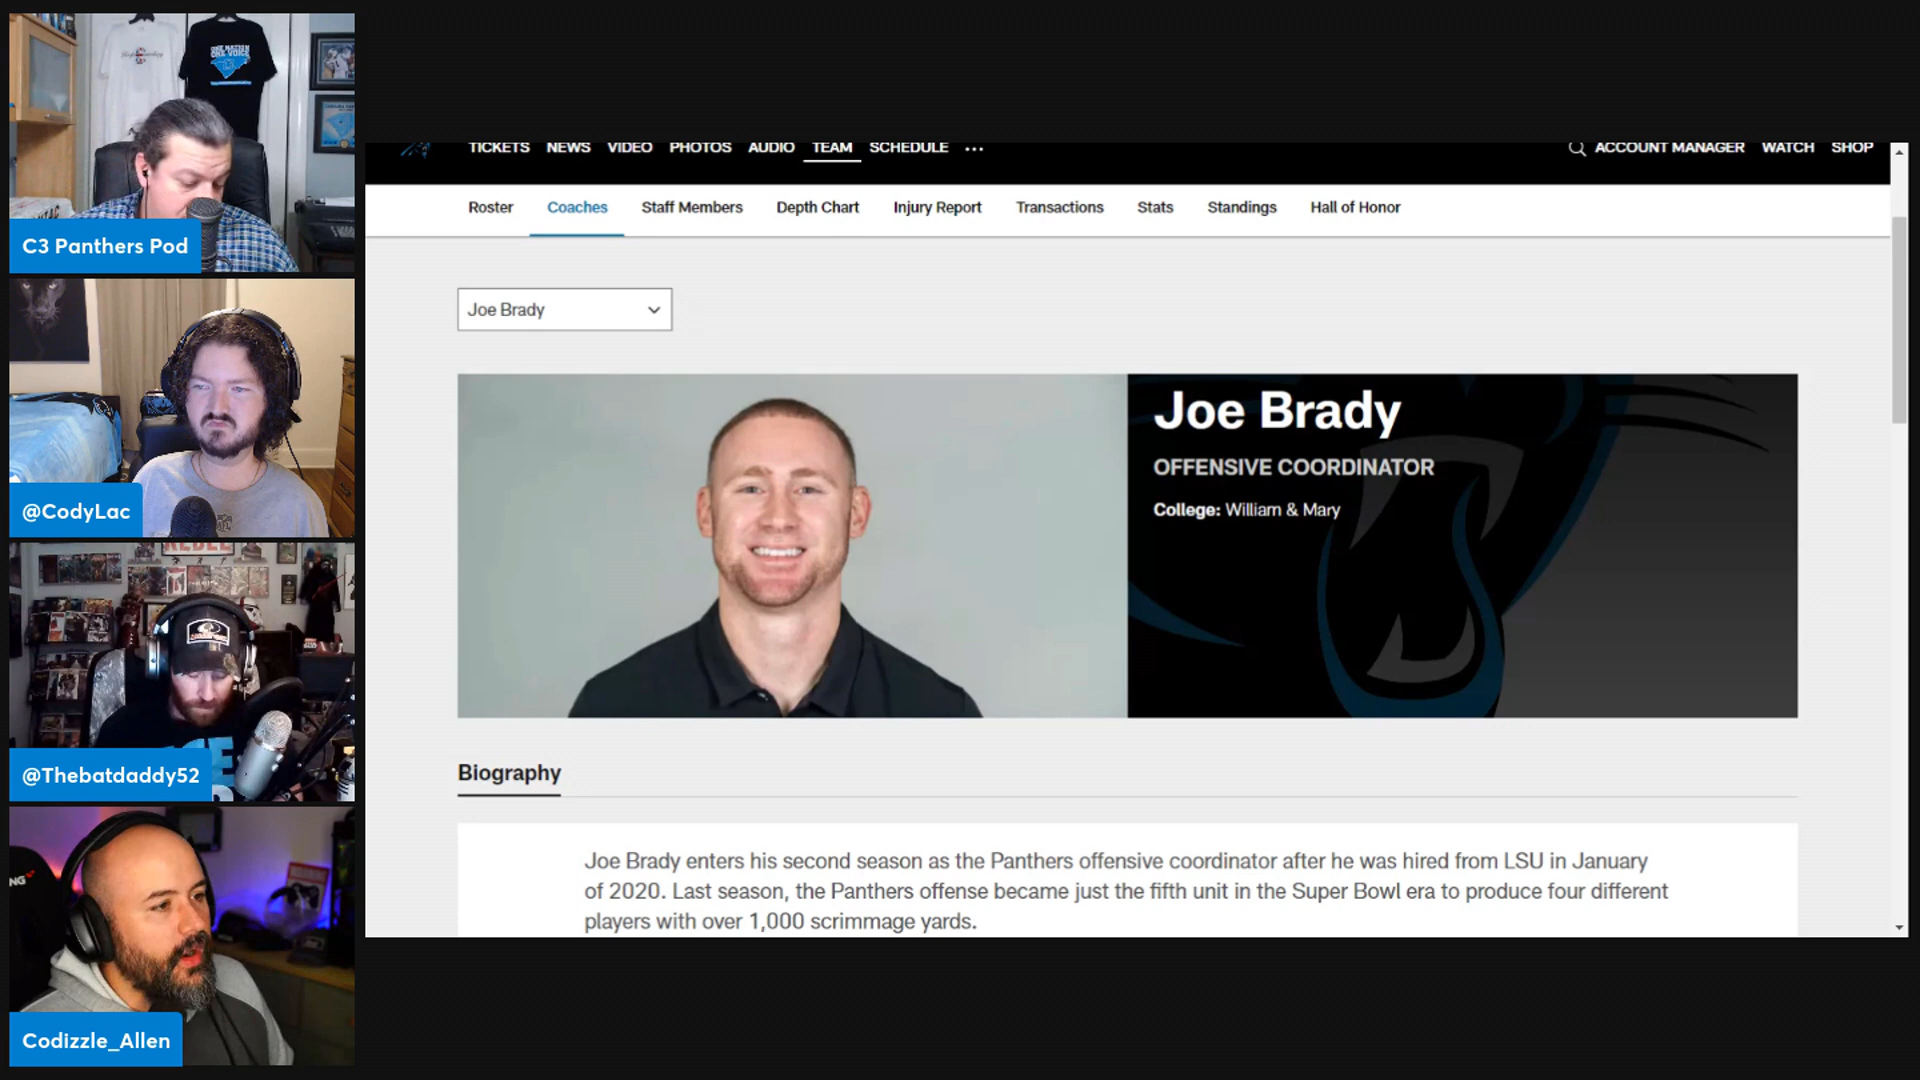 ONE NATION
ONE VOICE
C3 Panthers Pod
@CodyLac
@Thebatdaddy52
Codizzle_Allen
TICKETS NEWS VIDEO PHOTOS AUDIO TEAM SCHEDULE ...
ACCOUNT MANAGER WATCH SHOP
Roster Coaches Staff Members Depth Chart Injury Report Transactions Stats Standings Hall of Honor
Joe Brady
Joe Brady
OFFENSIVE COORDINATOR
College: William & Mary
Biography
Joe Brady enters his second season as the Panthers offensive coordinator after he was hired from LSU in January
of 2020. Last season, the Panthers offense became just the fifth unit in the Super Bowl era to produce four different
players with over 1,000 scrimmage yards.